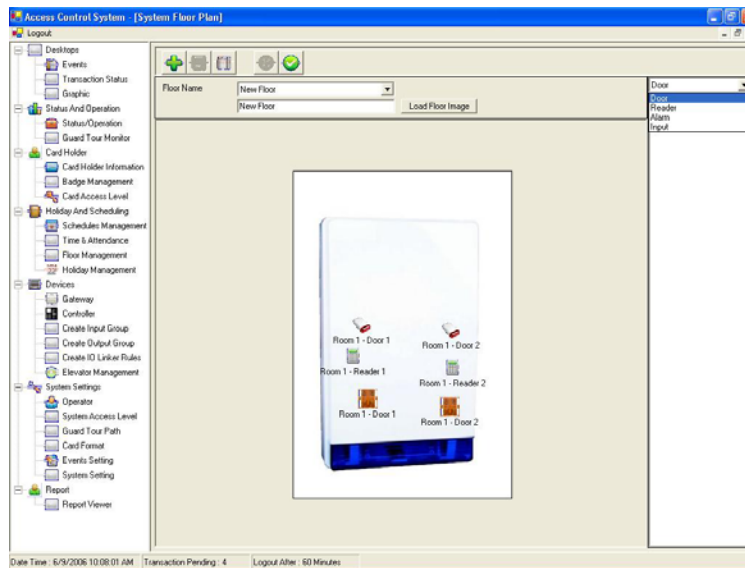 Access Control System - [System Floor Plan]
Logout
Desktops
Events
Transaction Status
Graphic
Status And Operation
Status/Operation
Guard Tour Monitor
Card Holder
Card Holder Information
Badge Management
Card Access Level
Holiday And Scheduling
Schedules Management
Time & Attendance
Floor Management
Holiday Management
Devices
Gateway
Controller
Create Input Group
Create Output Group
Create IO Linker Rules
Elevator Management
System Settings
Operator
System Access Level
Guard Tour Path
Card Format
Events Setting
System Setting
Report
Report Viewer
Floor Name
New Floor
New Floor
Load Floor Image
Door
Door
Reader
Alarm
Input
Room 1 - Door 1
Room 1 - Door 2
Room 1 - Reader 1
Room 1 - Reader 2
Room 1 - Door 1
Room 1 - Door 2
Date Time : 6/9/2006 10:08:01 AM
Transaction Pending : 4
Logout After : 60 Minutes